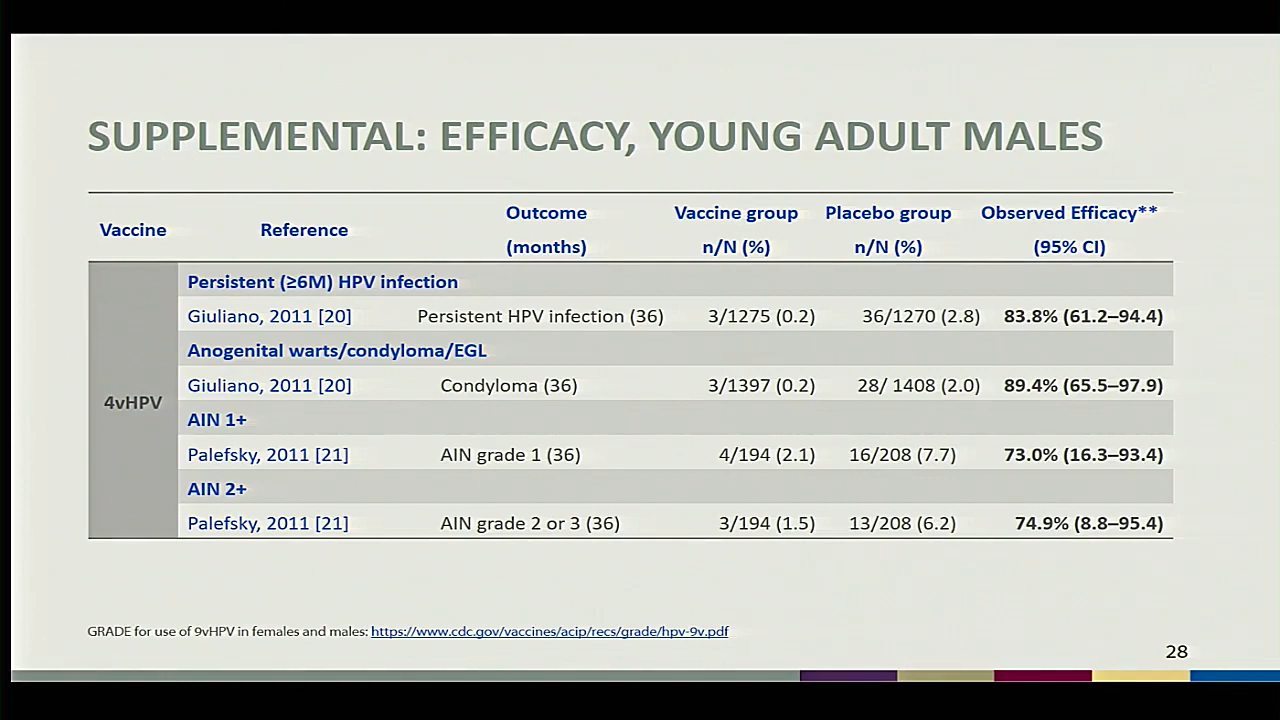 SUPPLEMENTAL: EFFICACY, YOUNG ADULT MALES
Vaccine Reference Outcome (months) Vaccine group n/N (%) Placebo group n/N (%) Observed Efficacy** (95% CI)
4vHPV
Persistent (≥6M) HPV infection
Giuliano, 2011 [20] Persistent HPV infection (36) 3/1275 (0.2) 36/1270 (2.8) 83.8% (61.2–94.4)
Anogenital warts/condyloma/EGL
Giuliano, 2011 [20] Condyloma (36) 3/1397 (0.2) 28/ 1408 (2.0) 89.4% (65.5–97.9)
AIN 1+
Palefsky, 2011 [21] AIN grade 1 (36) 4/194 (2.1) 16/208 (7.7) 73.0% (16.3–93.4)
AIN 2+
Palefsky, 2011 [21] AIN grade 2 or 3 (36) 3/194 (1.5) 13/208 (6.2) 74.9% (8.8–95.4)
GRADE for use of 9vHPV in females and males: https://www.cdc.gov/vaccines/acip/recs/grade/hpv-9v.pdf
28